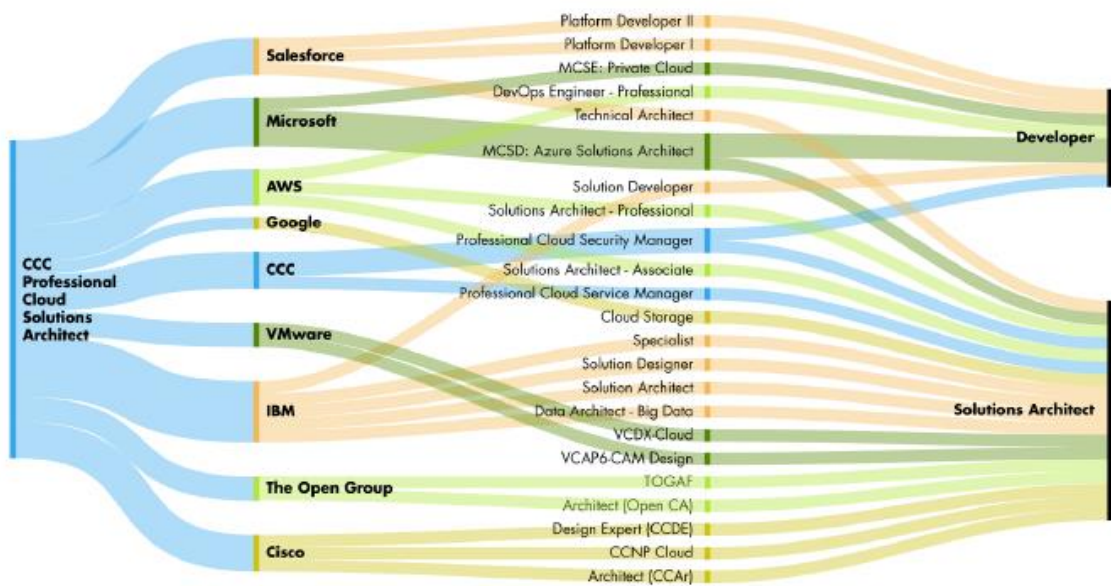 CCC
Professional
Cloud
Solutions
Architect
Salesforce
Microsoft
AWS
Google
CCC
VMware
IBM
The Open Group
Cisco
Platform Developer II
Platform Developer I
MCSE: Private Cloud
DevOps Engineer - Professional
Technical Architect
MCSD: Azure Solutions Architect
Solution Developer
Solutions Architect - Professional
Professional Cloud Security Manager
Solutions Architect - Associate
Professional Cloud Service Manager
Cloud Storage
Specialist
Solution Designer
Solution Architect
Data Architect - Big Data
VCDX-Cloud
VCAP6-CAM Design
TOGAF
Architect (Open CA)
Design Expert (CCDE)
CCNP Cloud
Architect (CCAr)
Developer
Solutions Architect